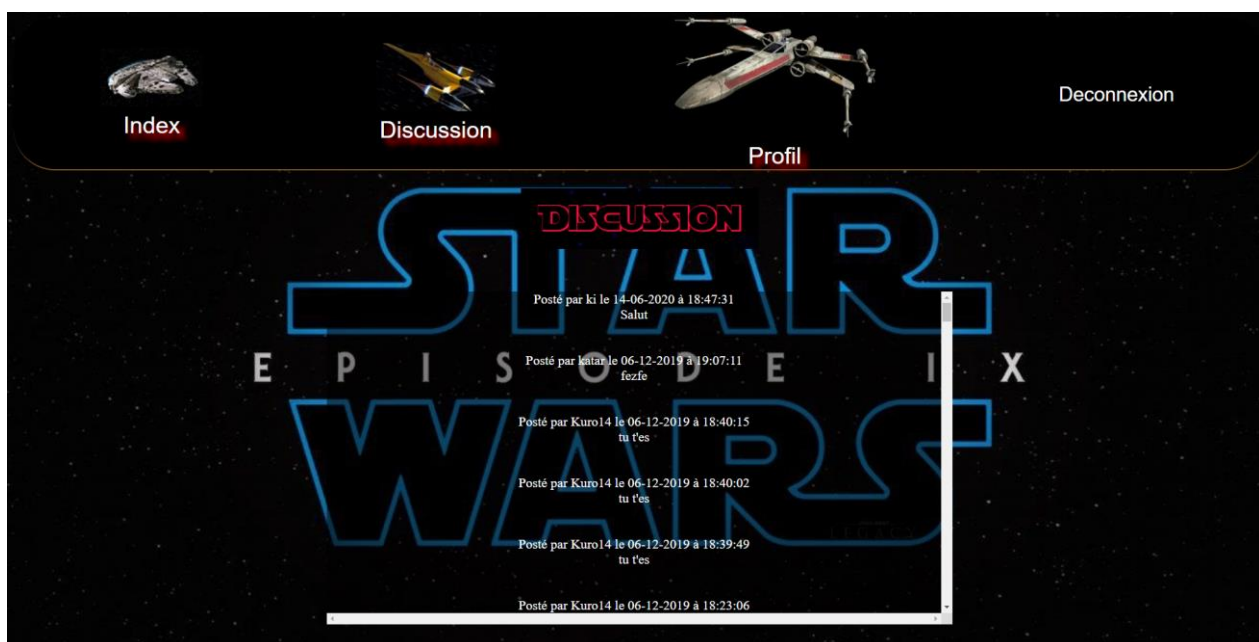 Index
Discussion
Profil
Deconnexion
STAR
DISCUSSION
EPISODE IX
WARS
Posté par ki le 14-06-2020 à 18:47:31
Salut
Posté par katar le 06-12-2019 à 19:07:11
fezfe
Posté par Kuro14 le 06-12-2019 à 18:40:15
tu t'es
Posté par Kuro14 le 06-12-2019 à 18:40:02
tu t'es
Posté par Kuro14 le 06-12-2019 à 18:39:49
tu t'es
Posté par Kuro14 le 06-12-2019 à 18:23:06